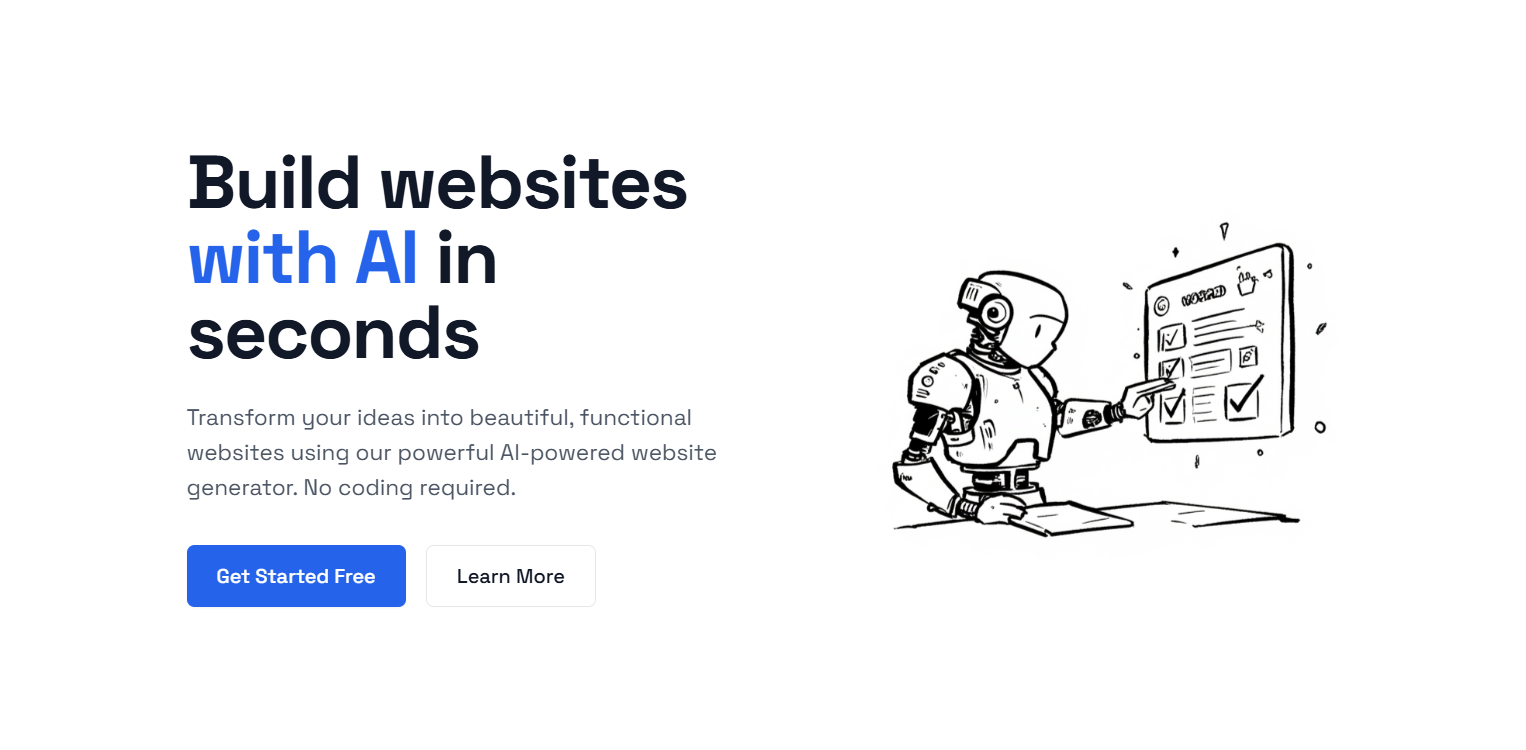 Build websites
with AI in
seconds
Transform your ideas into beautiful, functional
websites using our powerful AI-powered website
generator. No coding required.
Get Started Free
Learn More